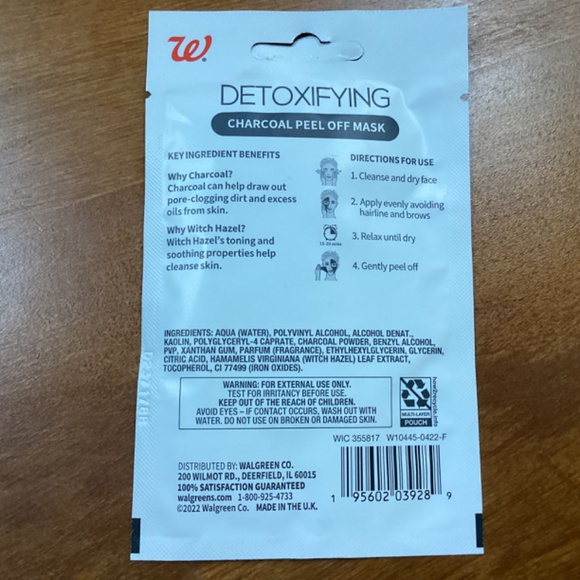 W
DETOXIFYING
CHARCOAL PEEL OFF MASK
KEY INGREDIENT BENEFITS
Why Charcoal?
Charcoal can help draw out
pore-clogging dirt and excess
oils from skin.
Why Witch Hazel?
Witch Hazel's toning and
soothing properties help
cleanse skin.
DIRECTIONS FOR USE
1. Cleanse and dry face
2. Apply evenly avoiding
hairline and brows
3. Relax until dry
4. Gently peel off
INGREDIENTS: AQUA (WATER), POLYVINYL ALCOHOL, ALCOHOL DENAT.,
KAOLIN, POLYGLYCERYL-4 CAPRATE, CHARCOAL POWDER, BENZYL ALCOHOL,
PVP, XANTHAN GUM, PARFUM (FRAGRANCE), ETHYLHEXYLGLYCERIN, GLYCERIN,
CITRIC ACID, HAMAMELIS VIRGINIANA (WITCH HAZEL) LEAF EXTRACT,
TOCOPHEROL, CI 77499 (IRON OXIDES).
WARNING: FOR EXTERNAL USE ONLY.
TEST FOR IRRITANCY BEFORE USE.
KEEP OUT OF THE REACH OF CHILDREN.
AVOID EYES – IF CONTACT OCCURS, WASH OUT WITH
WATER. DO NOT USE ON BROKEN OR DAMAGED SKIN.
MULTI-LAYER
POUCH
how2recycle.info
WIC 355817 W10445-0422-F
DISTRIBUTED BY: WALGREEN CO.
200 WILMOT RD., DEERFIELD, IL 60015
100% SATISFACTION GUARANTEED
walgreens.com 1-800-925-4733
©2022 Walgreen Co. MADE IN THE U.K.
1 95602 03928 9